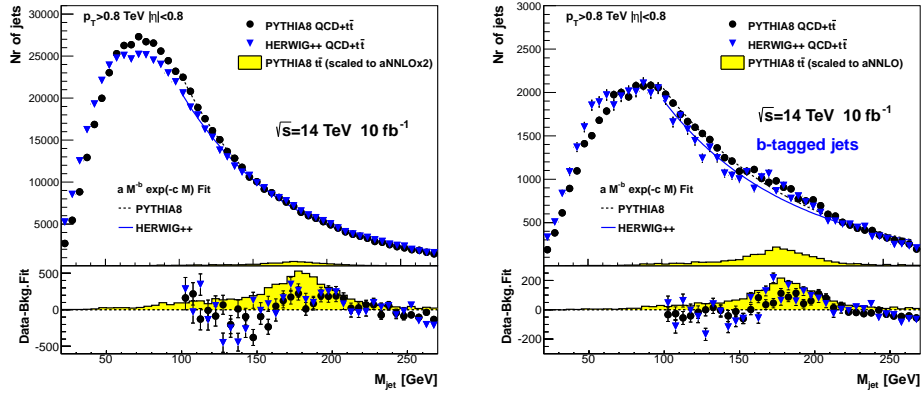 p_T>0.8 TeV |η|<0.8
Nr of jets
PYTHIA8 QCD+tt̄
HERWIG++ QCD+tt̄
PYTHIA8 tt̄ (scaled to aNNLOx2)
√s=14 TeV 10 fb⁻¹
a M⁻ᵇ exp(-c M) Fit
PYTHIA8
HERWIG++
25000
20000
15000
10000
5000
Data-Bkg.Fit
500
0
-500
50 100 150 200 250
M_jet [GeV]
p_T>0.8 TeV |η|<0.8
Nr of jets
PYTHIA8 QCD+tt̄
HERWIG++ QCD+tt̄
PYTHIA8 tt̄ (scaled to aNNLO)
√s=14 TeV 10 fb⁻¹
b-tagged jets
a M⁻ᵇ exp(-c M) Fit
PYTHIA8
HERWIG++
3000
2500
2000
1500
1000
500
Data-Bkg.Fit
200
0
-200
50 100 150 200 250
M_jet [GeV]